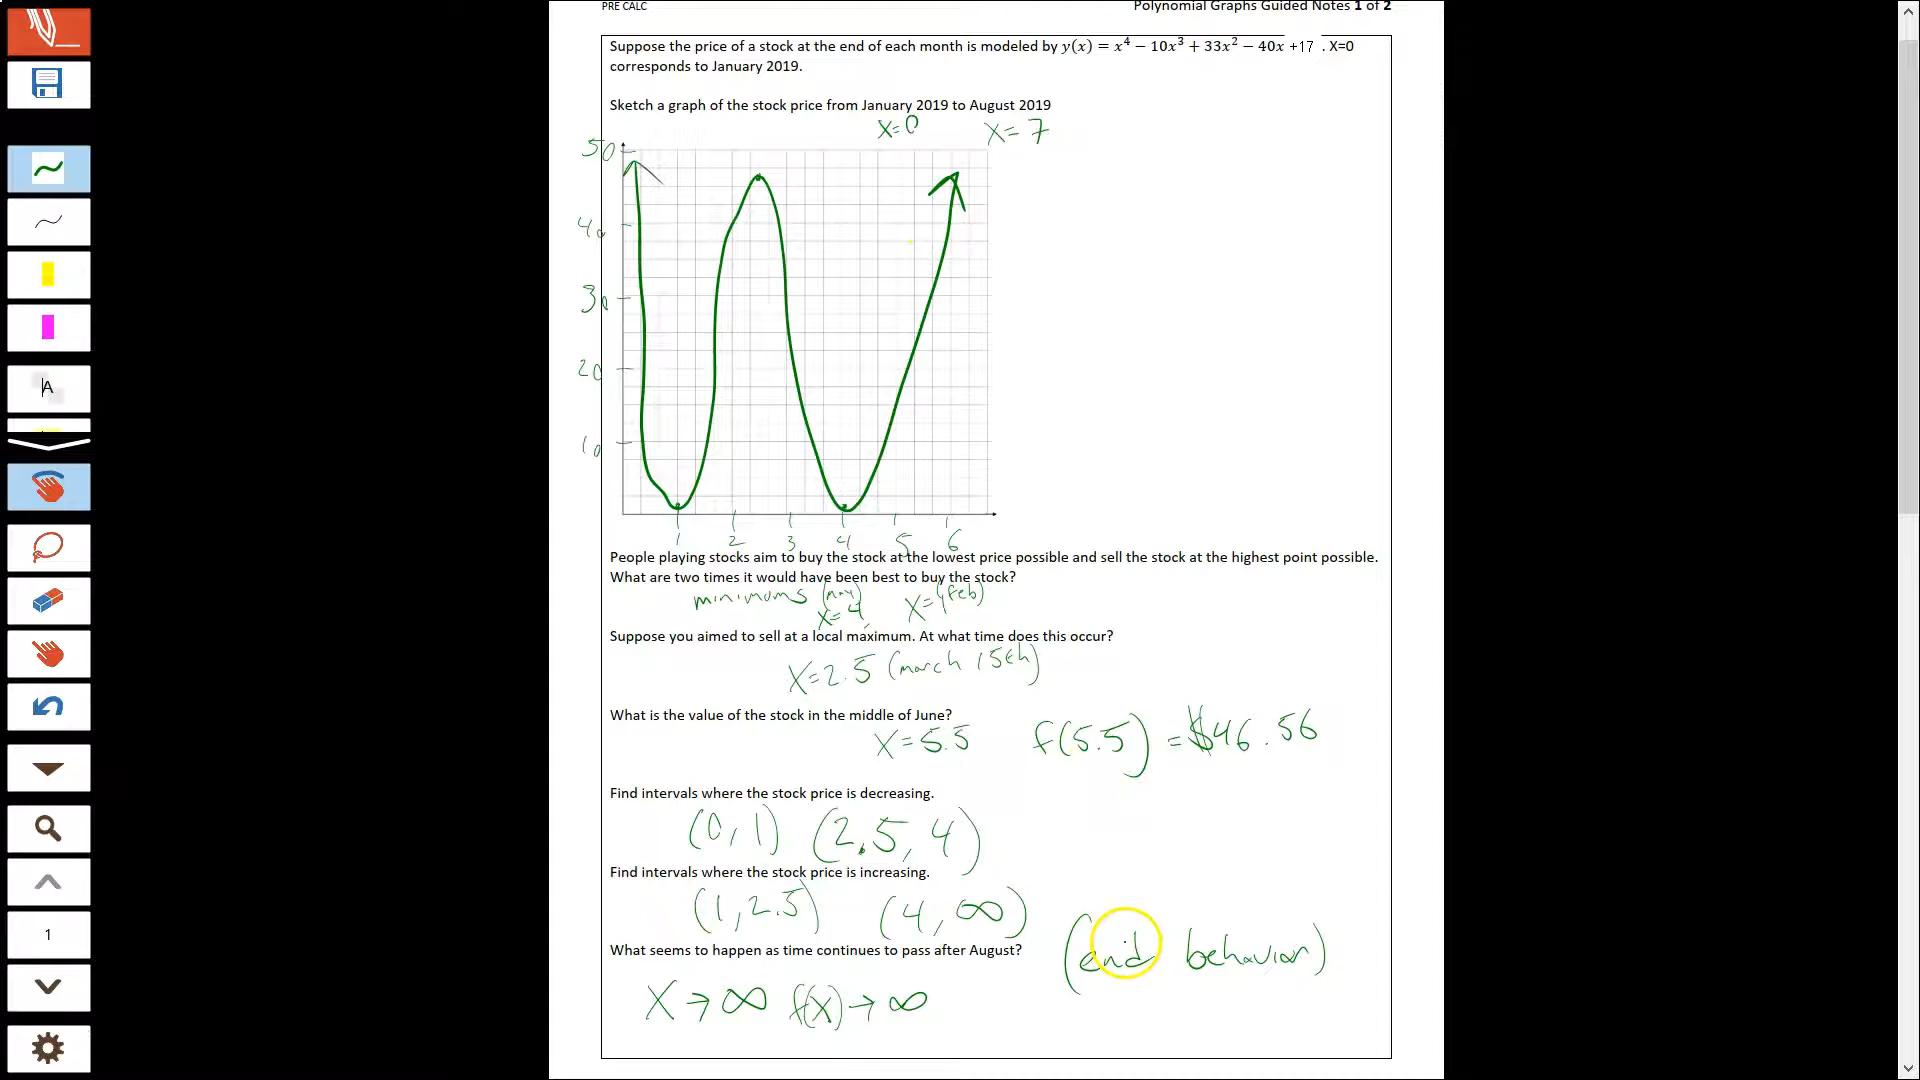 PRE CALC
Polynomial Graphs Guided Notes 1 of 2
Suppose the price of a stock at the end of each month is modeled by y(x) = x⁴ − 10x³ + 33x² − 40x +17 . X=0
corresponds to January 2019.
Sketch a graph of the stock price from January 2019 to August 2019
X=0 X=7
50
40
30
20
10
1 2 3 4 5 6
People playing stocks aim to buy the stock at the lowest price possible and sell the stock at the highest point possible.
What are two times it would have been best to buy the stock?
minimums (may) (feb)
X=4, X=1
Suppose you aimed to sell at a local maximum. At what time does this occur?
X=2.5 (march 15th)
What is the value of the stock in the middle of June?
X=5.5 f(5.5) = $46.56
Find intervals where the stock price is decreasing.
(0, 1) (2.5, 4)
Find intervals where the stock price is increasing.
(1, 2.5) (4, ∞)
What seems to happen as time continues to pass after August?
(end behavior)
X → ∞ f(x) → ∞
A
1